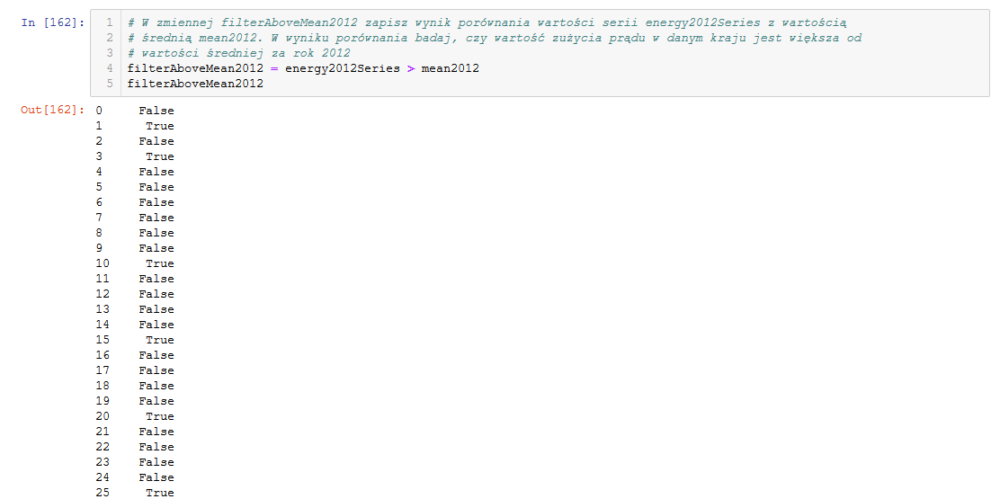 In [162]:
1 # W zmiennej filterAboveMean2012 zapisz wynik porównania wartości serii energy2012Series z wartością
2 # średnią mean2012. W wyniku porównania badaj, czy wartość zużycia prądu w danym kraju jest większa od
3 # wartości średniej za rok 2012
4 filterAboveMean2012 = energy2012Series > mean2012
5 filterAboveMean2012
Out[162]:
0 False
1 True
2 False
3 True
4 False
5 False
6 False
7 False
8 False
9 False
10 True
11 False
12 False
13 False
14 False
15 True
16 False
17 False
18 False
19 False
20 True
21 False
22 False
23 False
24 False
25 True